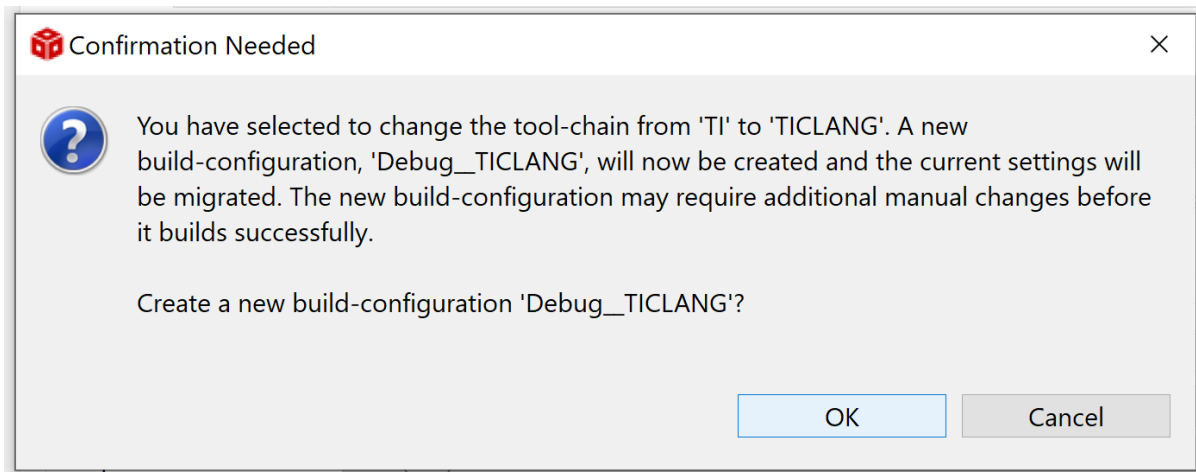 Confirmation Needed
You have selected to change the tool-chain from 'TI' to 'TICLANG'. A new
build-configuration, 'Debug__TICLANG', will now be created and the current settings will
be migrated. The new build-configuration may require additional manual changes before
it builds successfully.
Create a new build-configuration 'Debug__TICLANG'?
OK
Cancel